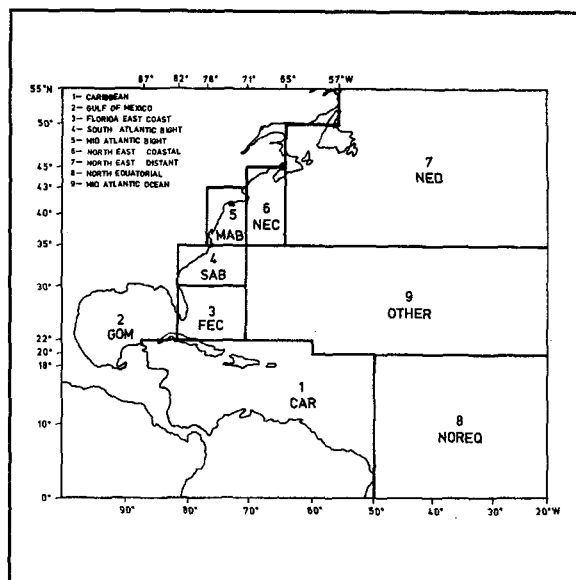 87° 82° 78° 71° 65° 57°W
55°N
1— CARIBBEAN
2— GULF OF MEXICO
3— FLORIDA EAST COAST
4— SOUTH ATLANTIC BIGHT
5— MID ATLANTIC BIGHT
6— NORTH EAST COASTAL
7— NORTH EAST DISTANT
8— NORTH EQUATORIAL
9— MID ATLANTIC OCEAN
50°
45°
43°
40°
35°
30°
22°
20°
18°
10°
0°
7
NED
5
MAB
6
NEC
4
SAB
3
FEC
2
GOM
9
OTHER
1
CAR
8
NOREQ
90° 80° 70° 60° 50° 40° 30° 20°W